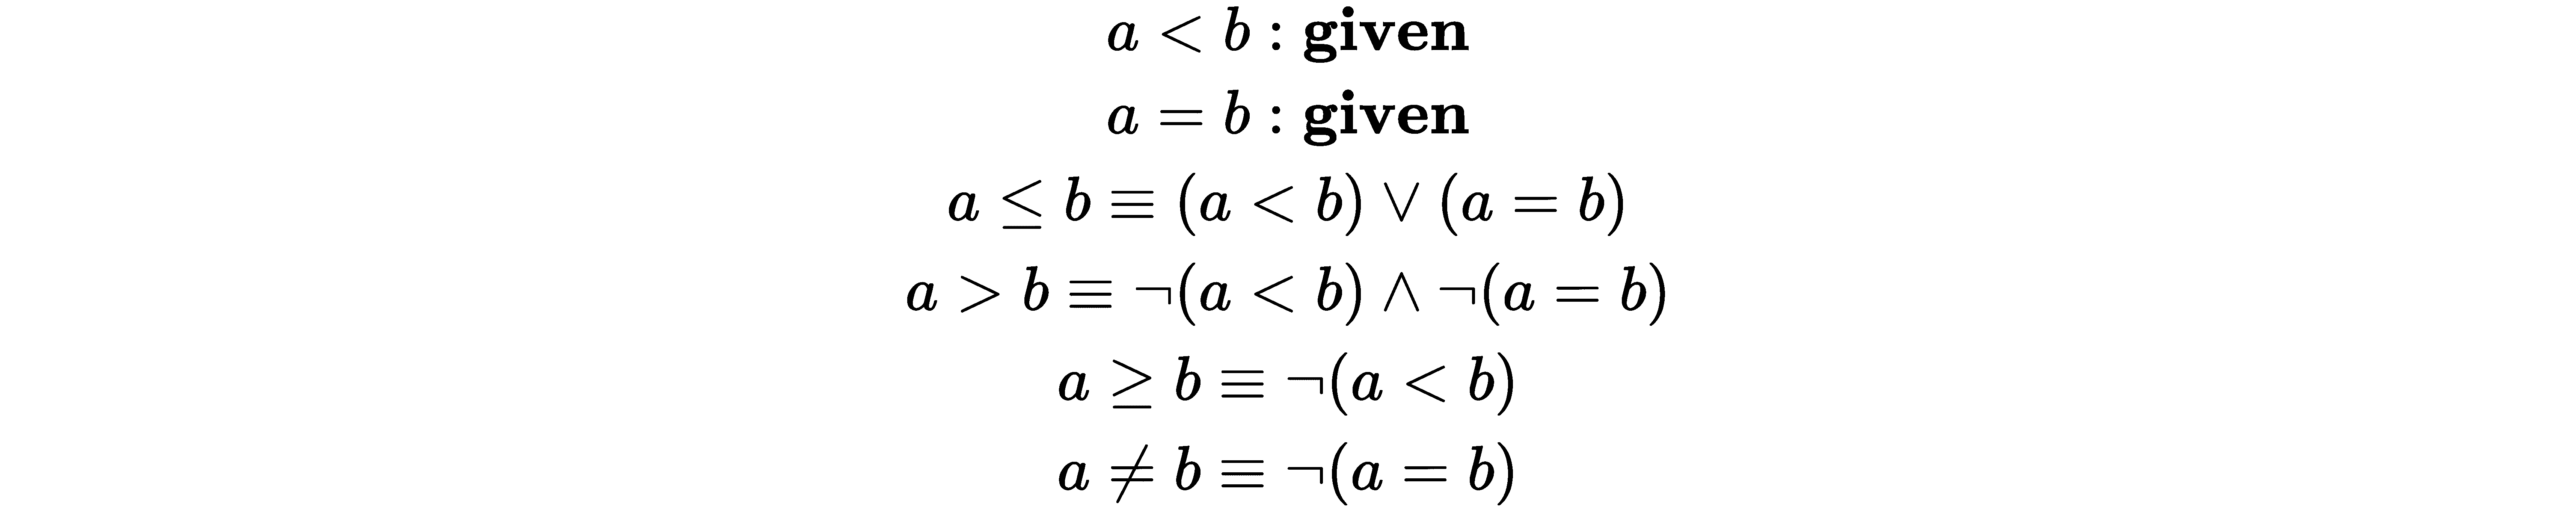 a < b : given
a = b : given
a ≤ b ≡ (a < b) ∨ (a = b)
a > b ≡ ¬(a < b) ∧ ¬(a = b)
a ≥ b ≡ ¬(a < b)
a ≠ b ≡ ¬(a = b)